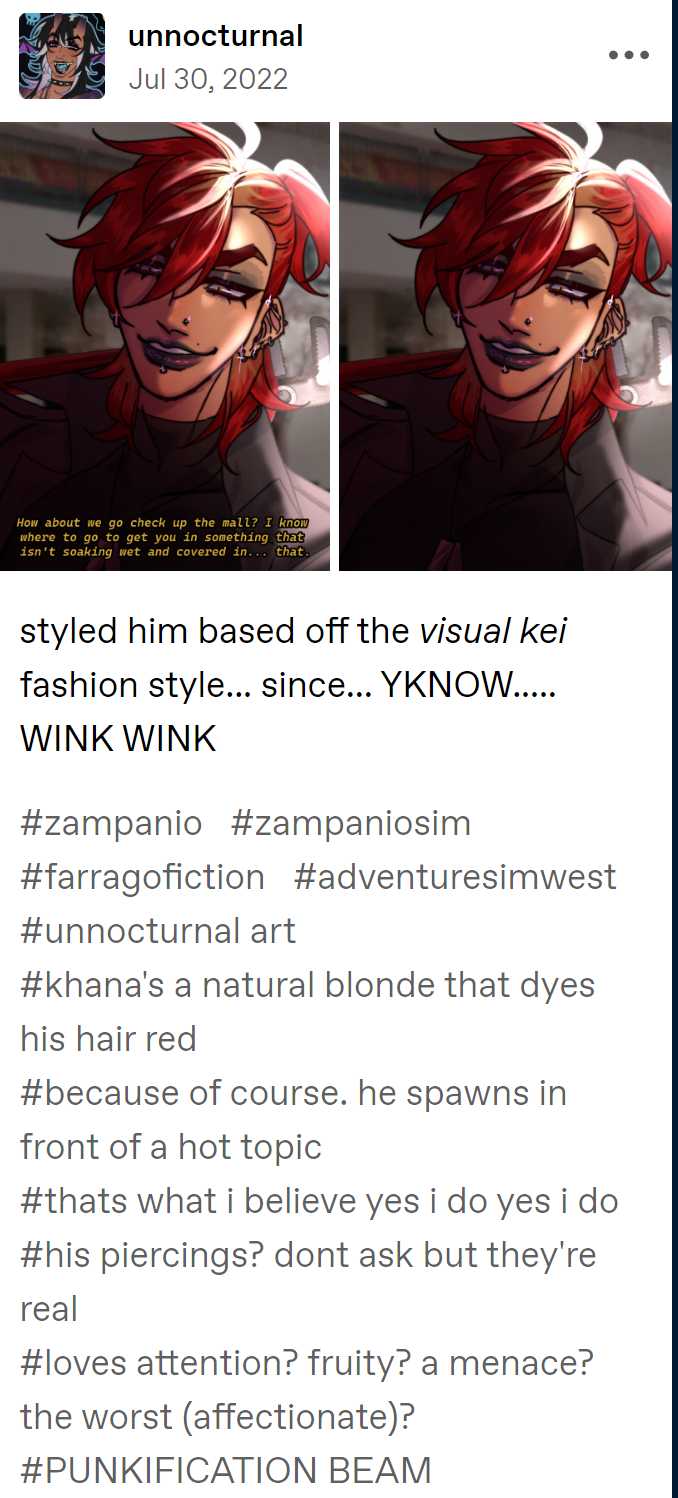 unnocturnal
Jul 30, 2022
How about we go check up the mall? I know
where to go to get you in something that
isn't soaking wet and covered in... that.
styled him based off the visual kei
fashion style... since... YKNOW.....
WINK WINK
#zampanio #zampaniosim
#farragofiction #adventuresimwest
#unnocturnal art
#khana's a natural blonde that dyes
his hair red
#because of course. he spawns in
front of a hot topic
#thats what i believe yes i do yes i do
#his piercings? dont ask but they're
real
#loves attention? fruity? a menace?
the worst (affectionate)?
#PUNKIFICATION BEAM